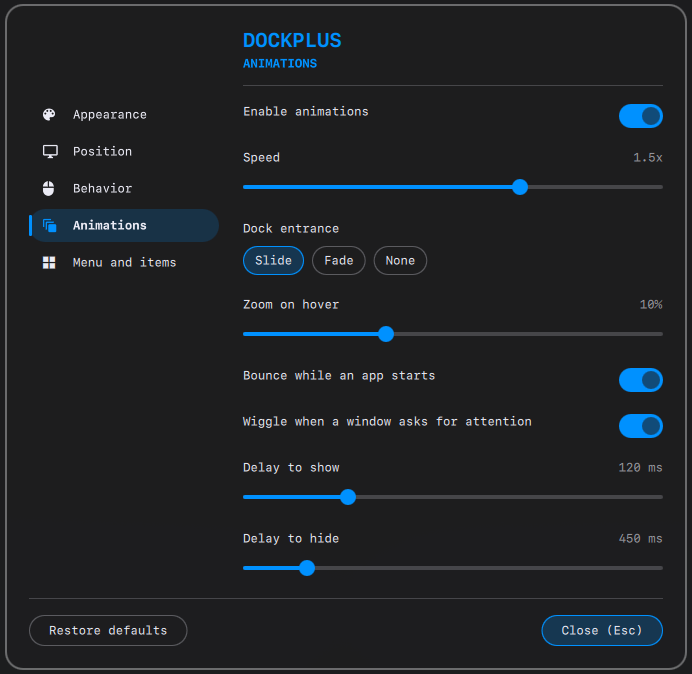 DOCKPLUS
ANIMATIONS
Appearance
Position
Behavior
Animations
Menu and items
Enable animations
Speed 1.5x
Dock entrance
Slide Fade None
Zoom on hover 10%
Bounce while an app starts
Wiggle when a window asks for attention
Delay to show 120 ms
Delay to hide 450 ms
Restore defaults Close (Esc)